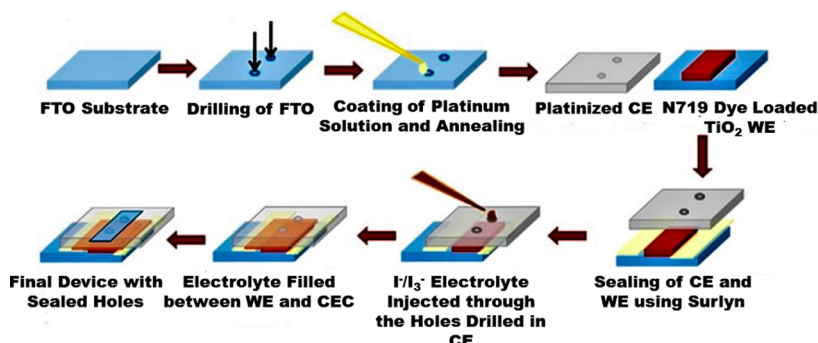 FTO Substrate
Drilling of FTO
Coating of Platinum
Solution and Annealing
Platinized CE
N719 Dye Loaded
TiO₂ WE
Sealing of CE and
WE using Surlyn
I⁻/I₃⁻ Electrolyte
Injected through
the Holes Drilled in
CE
Electrolyte Filled
between WE and CEC
Final Device with
Sealed Holes